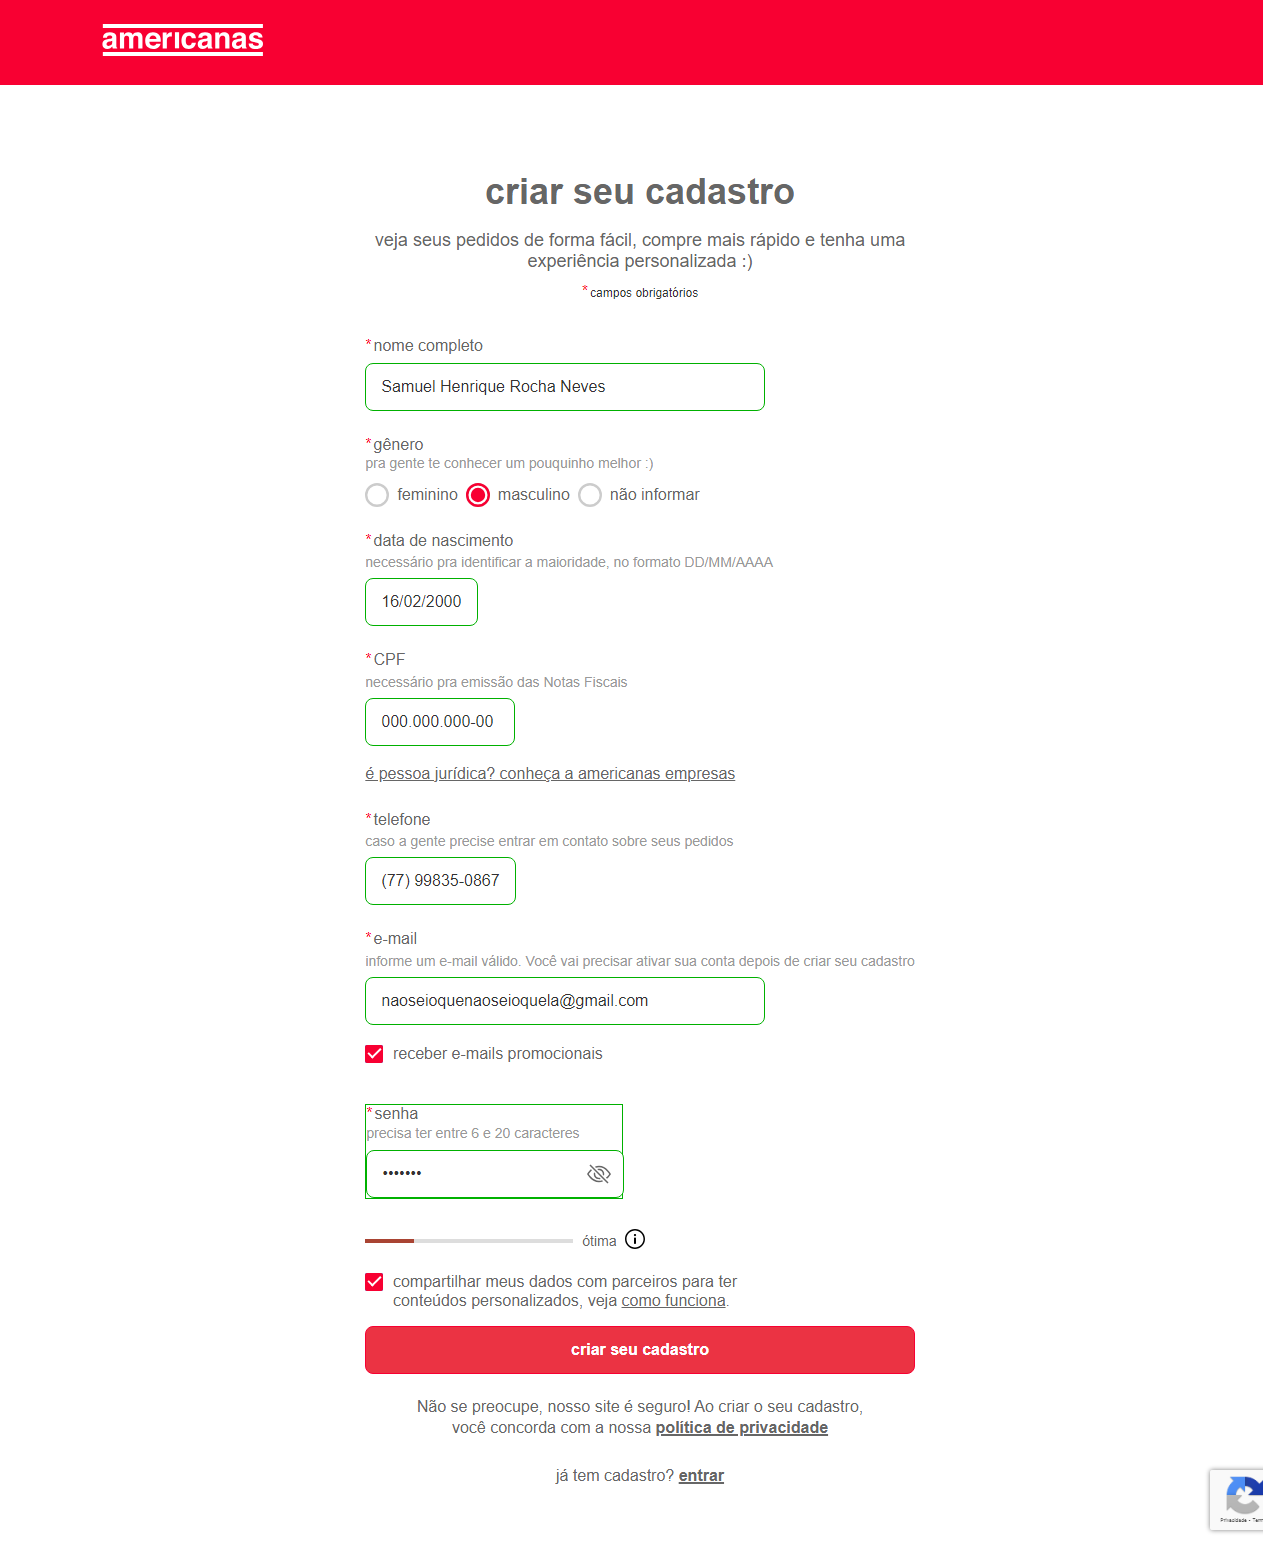 americanas
criar seu cadastro
veja seus pedidos de forma fácil, compre mais rápido e tenha uma
experiência personalizada :)
* campos obrigatórios
*nome completo
Samuel Henrique Rocha Neves
*gênero
pra gente te conhecer um pouquinho melhor :)
feminino masculino não informar
*data de nascimento
necessário pra identificar a maioridade, no formato DD/MM/AAAA
16/02/2000
*CPF
necessário pra emissão das Notas Fiscais
000.000.000-00
é pessoa jurídica? conheça a americanas empresas
*telefone
caso a gente precise entrar em contato sobre seus pedidos
(77) 99835-0867
*e-mail
informe um e-mail válido. Você vai precisar ativar sua conta depois de criar seu cadastro
naoseioquenaoseioquela@gmail.com
receber e-mails promocionais
*senha
precisa ter entre 6 e 20 caracteres
•••••••
ótima
compartilhar meus dados com parceiros para ter
conteúdos personalizados, veja como funciona.
criar seu cadastro
Não se preocupe, nosso site é seguro! Ao criar o seu cadastro,
você concorda com a nossa política de privacidade
já tem cadastro? entrar
Privacidade - Term